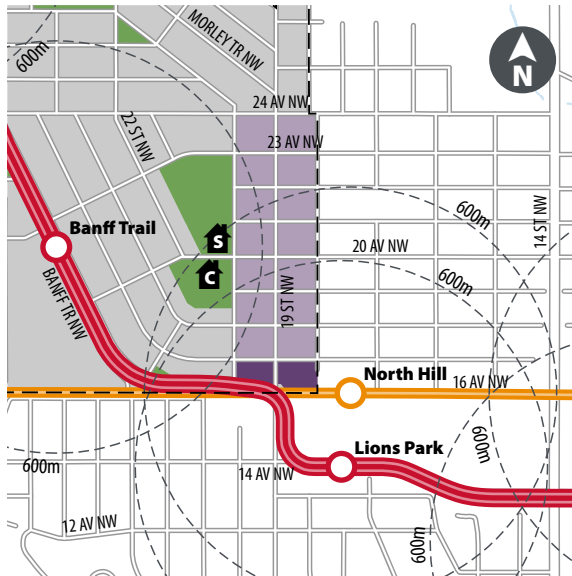 MORLEY TR NW
600m
N
24 AV NW
22 ST NW
23 AV NW
600m
14 ST NW
Banff Trail
S
20 AV NW
C
600m
BANFF TR NW
19 ST NW
North Hill
16 AV NW
Lions Park
600m
600m
14 AV NW
12 AV NW
600m